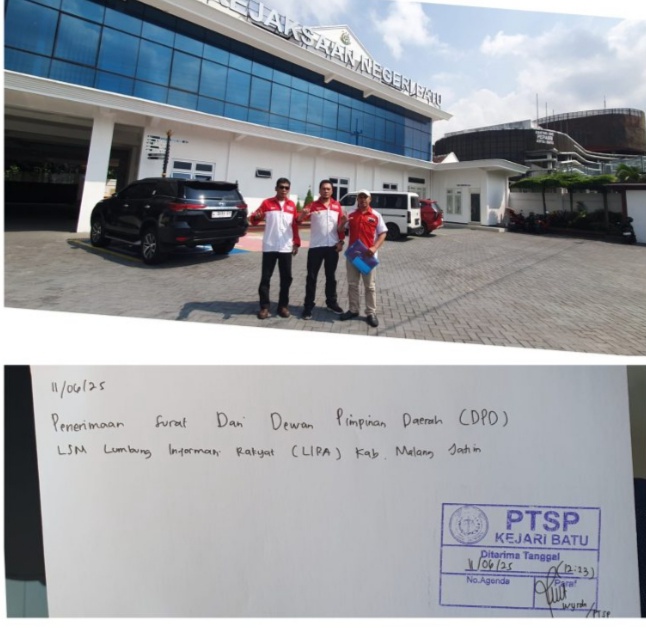 KEJAKSAAN NEGERI BATU
11/06/25
Penerimaan Surat Dari Dewan Pimpinan Daerah (DPD)
LSM Lumbung Informasi Rakyat (LIRA) Kab. Malang Jatim
PTSP
KEJARI BATU
Diterima Tanggal
11/06/25 (12:23)
No.Agenda
Paraf
/PTSP